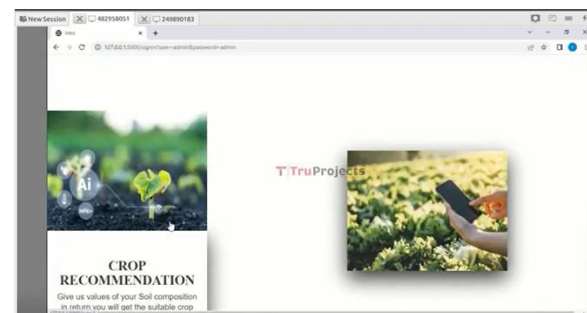 New Session
482958051
249890183
Intro
127.0.0.1:5000/signin?user=admin&password=admin
Ai
NPK+
TruProjects
CROP
RECOMMENDATION
Give us values of your Soil composition
in return you will get the suitable crop